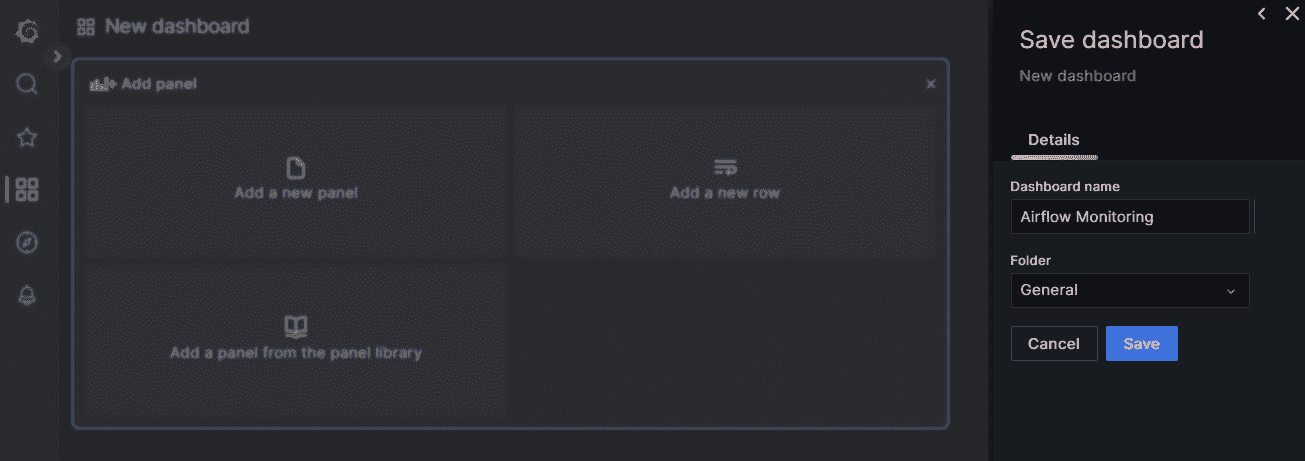 New dashboard
Add panel
Add a new panel
Add a new row
Add a panel from the panel library
Save dashboard
New dashboard
Details
Dashboard name
Airflow Monitoring
Folder
General
Cancel
Save